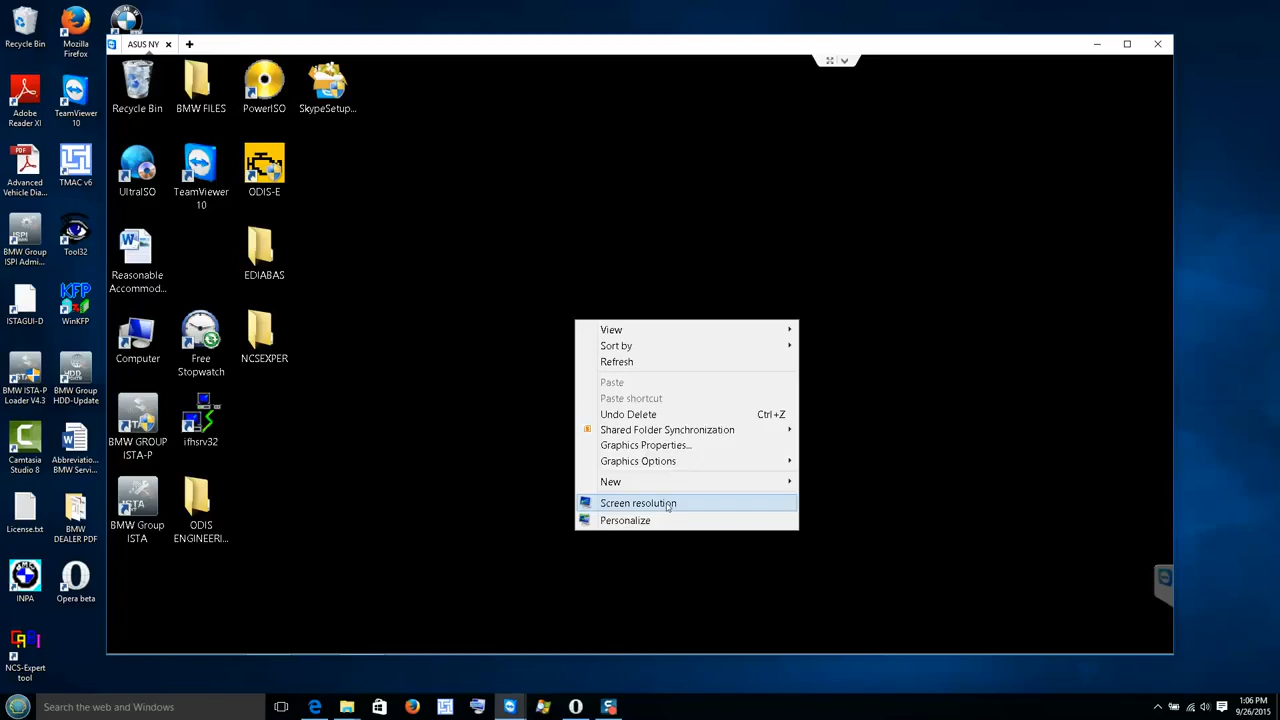 Recycle Bin
Mozilla
Firefox
Adobe
Reader XI
TeamViewer
10
Advanced
Vehicle Dia...
TMAC v6
BMW Group
ISPI Admi...
Tool32
ISTAGUI-D
WinKFP
BMW ISTA-P
Loader V4.3
BMW Group
HDD-Update
Camtasia
Studio 8
Abbreviation...
BMW Servi...
License.txt
BMW
DEALER PDF
INPA
Opera beta
NCS-Expert
tool
ASUS NY
Recycle Bin
BMW FILES
PowerISO
SkypeSetup...
UltraISO
TeamViewer
10
ODIS-E
Reasonable
Accommod...
EDIABAS
Computer
Free
Stopwatch
NCSEXPER
BMW GROUP
ISTA-P
ifhsrv32
BMW Group
ISTA
ODIS
ENGINEERI...
View
Sort by
Refresh
Paste
Paste shortcut
Undo Delete Ctrl+Z
Shared Folder Synchronization
Graphics Properties...
Graphics Options
New
Screen resolution
Personalize
Search the web and Windows
1:06 PM
9/26/2015